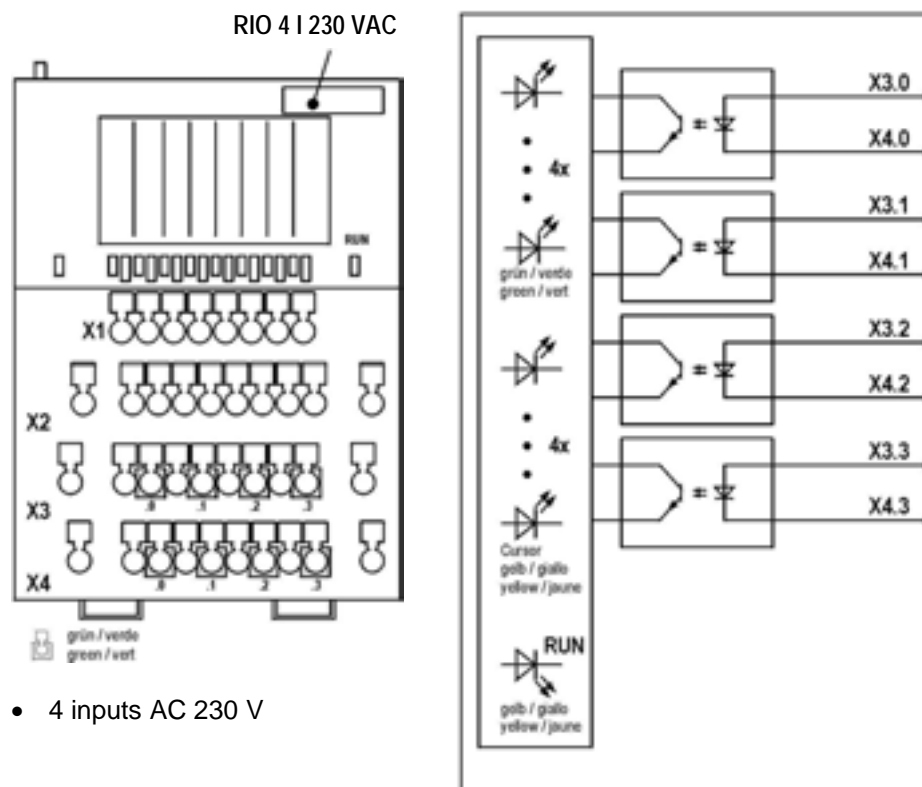 RIO 4 I 230 VAC
RUN
X1
X2
X3
.0 .1 .2 .3
X4
.0 .1 .2 .3
grün / verde
green / vert
• 4 inputs AC 230 V
4x
grün / verde
green / vert
4x
Cursor
gelb / giallo
yellow / jaune
RUN
gelb / giallo
yellow / jaune
X3.0
X4.0
X3.1
X4.1
X3.2
X4.2
X3.3
X4.3